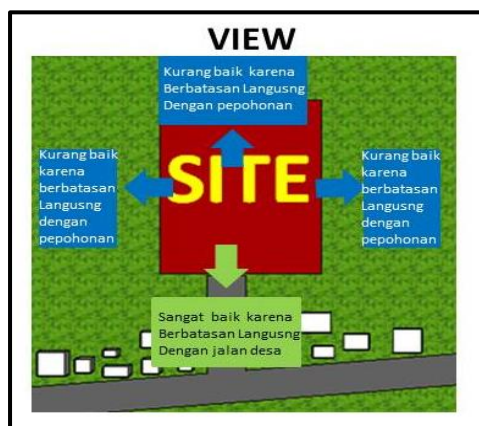 VIEW
Kurang baik karena
Berbatasan Langusng
Dengan pepohonan
Kurang baik
karena
berbatasan
Langusng
dengan
pepohonan
SITE
Kurang baik
karena
berbatasan
Langusng
dengan
pepohonan
Sangat baik karena
Berbatasan Langusng
Dengan jalan desa